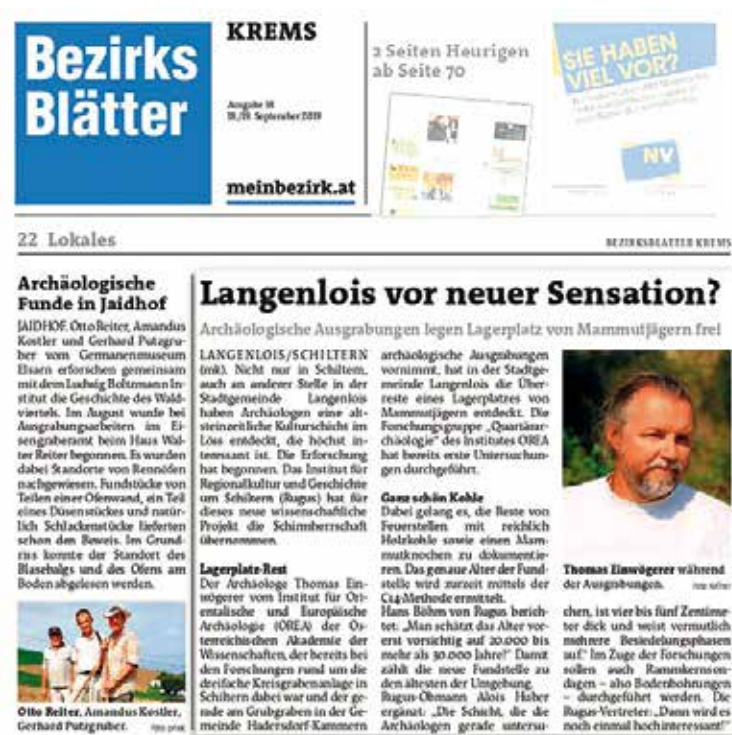 Bezirks
Blätter
KREMS
September
meinbezirk.at
2 Seiten Heurigen
ab Seite 70
SIE HABEN
VIEL VOR?
NV
22 Lokales
BEZIRKSBLÄTTER KREMS
Archäologische
Funde in Jaidhof
JAIDHOF. Otto Reiter, Amandus
Kostler und Gerhard Putzgru-
ber vom Germanenmuseum
Elsarn erforschen gemeinsam
mit dem Ludwig Boltzmann In-
stitut die Geschichte des Wald-
viertels. Im August wurde bei
Ausgrabungsarbeiten im Ei-
sengraberamt beim Haus Wal-
ter Reiter begonnen. Es wurden
dabei Standorte von Rennöfen
nachgewiesen. Fundstücke von
Teilen einer Ofenwand, ein Teil
eines Düsenstückes und natür-
lich Schlackenstücke lieferten
schon den Beweis. Im Grund-
riss konnte der Standort des
Blasebalgs und des Ofens am
Boden abgelesen werden.
Otto Reiter, Amandus Kostler,
Gerhard Putzgruber.
Langenlois vor neuer Sensation?
Archäologische Ausgrabungen legen Lagerplatz von Mammutjägern frei
LANGENLOIS/SCHILTERN
(mk). Nicht nur in Schiltern,
auch an anderer Stelle in der
Stadtgemeinde Langenlois
haben Archäologen eine alt-
steinzeitliche Kulturschicht im
Löss entdeckt, die höchst in-
teressant ist. Die Erforschung
hat begonnen. Das Institut für
Regionalkultur und Geschichte
um Schiltern (Rugus) hat für
dieses neue wissenschaftliche
Projekt die Schirmherrschaft
übernommen.
Lagerplatz-Rest
Der Archäologe Thomas Ein-
wögerer vom Institut für Ori-
entalische und Europäische
Archäologie (OREA) der Ös-
terreichischen Akademie der
Wissenschaften, der bereits bei
den Forschungen rund um die
dreifache Kreisgrabenanlage in
Schiltern dabei war und der ge-
rade am Grubgraben in der Ge-
meinde Hadersdorf-Kammern
archäologische Ausgrabungen
vornimmt, hat in der Stadtge-
meinde Langenlois die Über-
reste eines Lagerplatzes von
Mammutjägern entdeckt. Die
Forschungsgruppe „Quartärar-
chäologie" des Institutes OREA
hat bereits erste Untersuchun-
gen durchgeführt.
Ganz schön Kohle
Dabei gelang es, die Reste von
Feuerstellen mit reichlich
Holzkohle sowie einen Mam-
mutknochen zu dokumentie-
ren. Das genaue Alter der Fund-
stelle wird zurzeit mittels der
C14-Methode ermittelt.
Hans Böhm von Rugus berich-
tet: „Man schätzt das Alter vor-
erst vorsichtig auf 20.000 bis
mehr als 30.000 Jahre!" Damit
zählt die neue Fundstelle zu
den ältesten der Umgebung.
Rugus-Obmann Alois Huber
ergänzt: „Die Schicht, die die
Archäologen gerade untersu-
Thomas Einwögerer während
der Ausgrabungen.
chen, ist vier bis fünf Zentime-
ter dick und weist vermutlich
mehrere Besiedelungsphasen
auf." Im Zuge der Forschungen
sollen auch Rammkernson-
dagen – also Bodenbohrungen
– durchgeführt werden. Die
Rugus-Vertreter: „Dann wird es
noch einmal hochinteressant!"